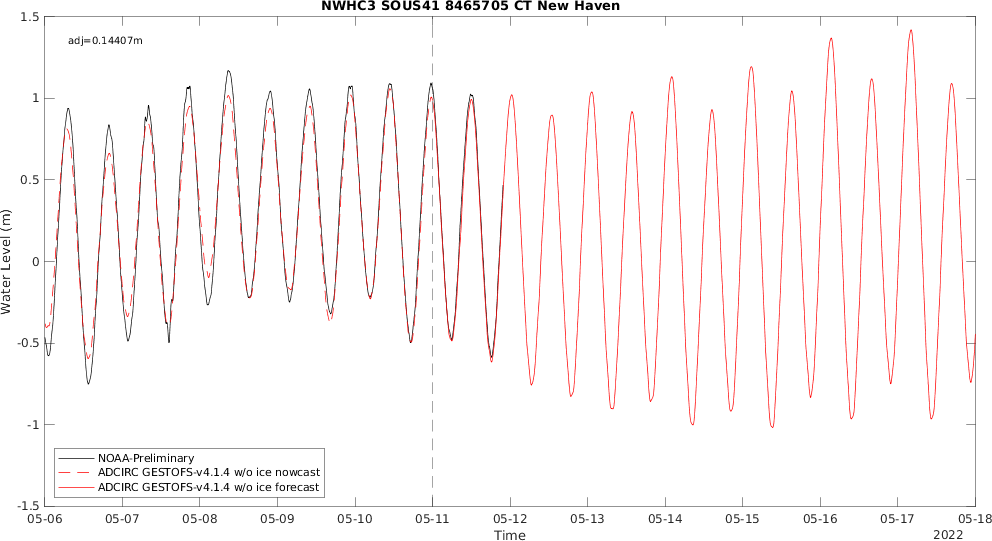 NWHC3 SOUS41 8465705 CT New Haven
adj=0.14407m
1.5
1
0.5
0
-0.5
-1
-1.5
Water Level (m)
NOAA-Preliminary
ADCIRC GESTOFS-v4.1.4 w/o ice nowcast
ADCIRC GESTOFS-v4.1.4 w/o ice forecast
05-06 05-07 05-08 05-09 05-10 05-11 05-12 05-13 05-14 05-15 05-16 05-17 05-18
Time
2022